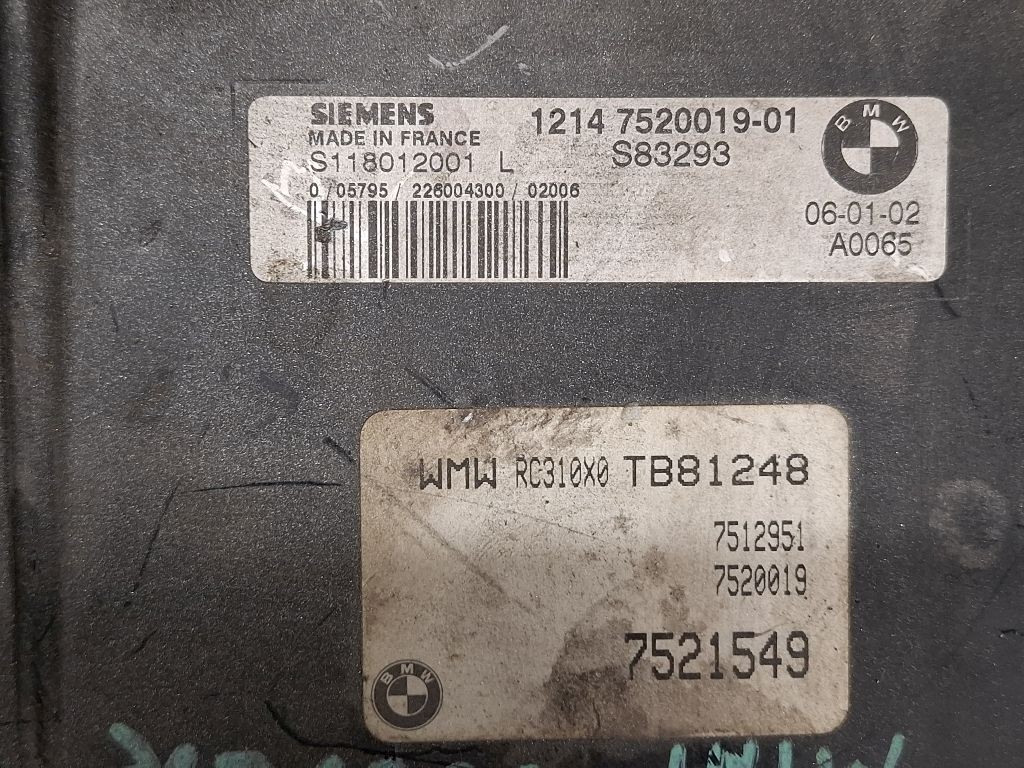 SIEMENS
MADE IN FRANCE
S118012001 L
0 / 05795 / 226004300 / 02006
1214 7520019-01
S83293
BMW
06-01-02
A0065
WMW RC310X0 TB81248
7512951
7520019
7521549
BMW